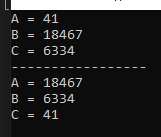 A = 41
B = 18467
C = 6334
-----------------
A = 18467
B = 6334
C = 41